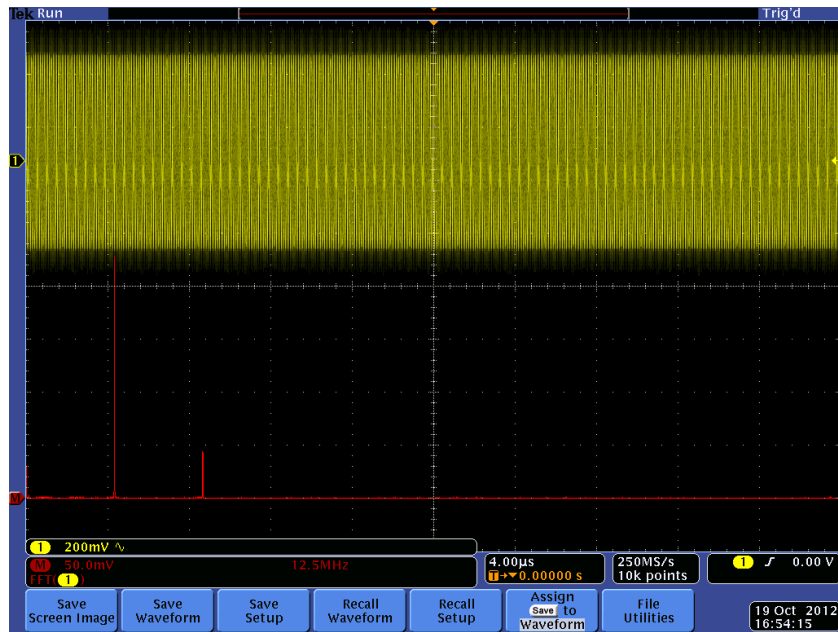 Tek Run Trig'd
1
M
1 200mV ∿
M 50.0mV 12.5MHz
FFT(1)
4.00µs
T→▼0.00000 s
250MS/s
10k points
1 ƒ 0.00 V
Save
Screen Image
Save
Waveform
Save
Setup
Recall
Waveform
Recall
Setup
Assign
Save to
Waveform
File
Utilities
19 Oct 2012
16:54:15